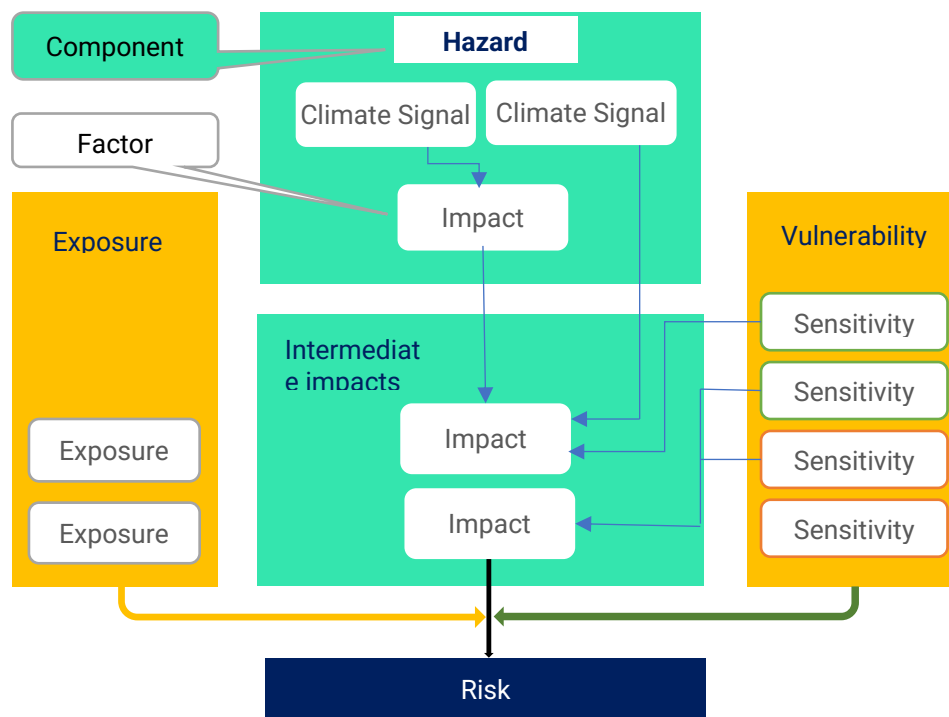 Component
Hazard
Climate Signal
Climate Signal
Factor
Impact
Exposure
Vulnerability
Sensitivity
Intermediat
e impacts
Sensitivity
Impact
Exposure
Sensitivity
Impact
Exposure
Sensitivity
Risk